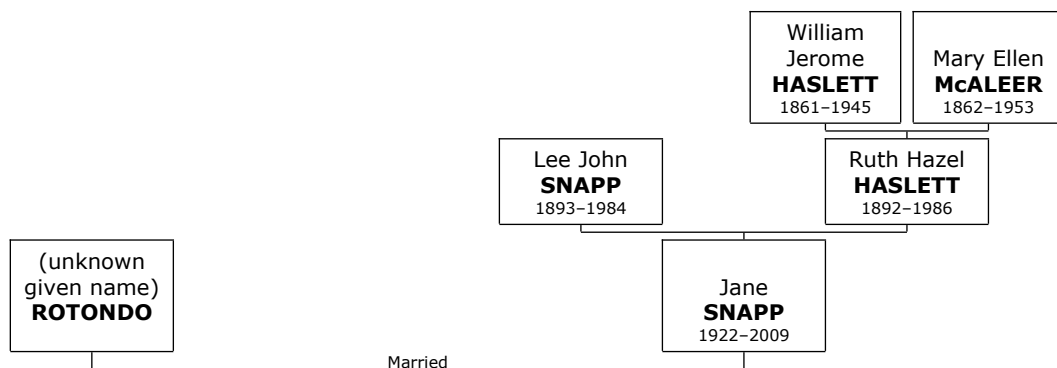 William
Jerome
HASLETT
1861–1945
Mary Ellen
McALEER
1862–1953
Lee John
SNAPP
1893–1984
Ruth Hazel
HASLETT
1892–1986
(unknown
given name)
ROTONDO
Jane
SNAPP
1922–2009
Married